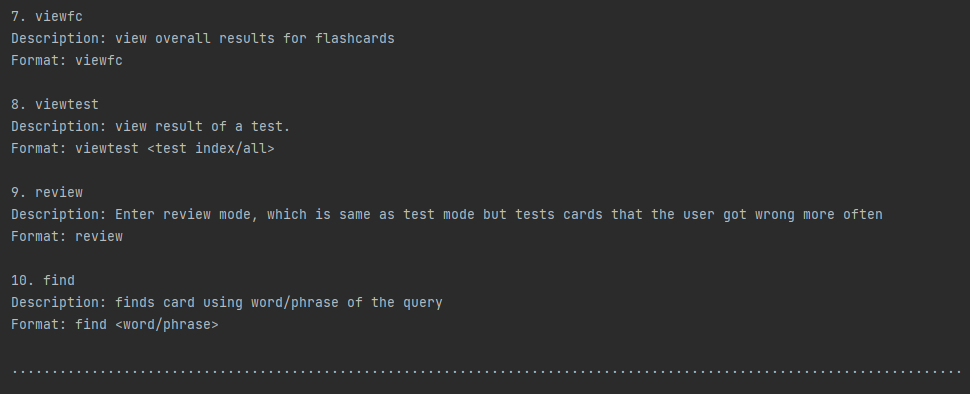 7. viewfc
Description: view overall results for flashcards
Format: viewfc
8. viewtest
Description: view result of a test.
Format: viewtest <test index/all>
9. review
Description: Enter review mode, which is same as test mode but tests cards that the user got wrong more often
Format: review
10. find
Description: finds card using word/phrase of the query
Format: find <word/phrase>
.......................................................................................................................